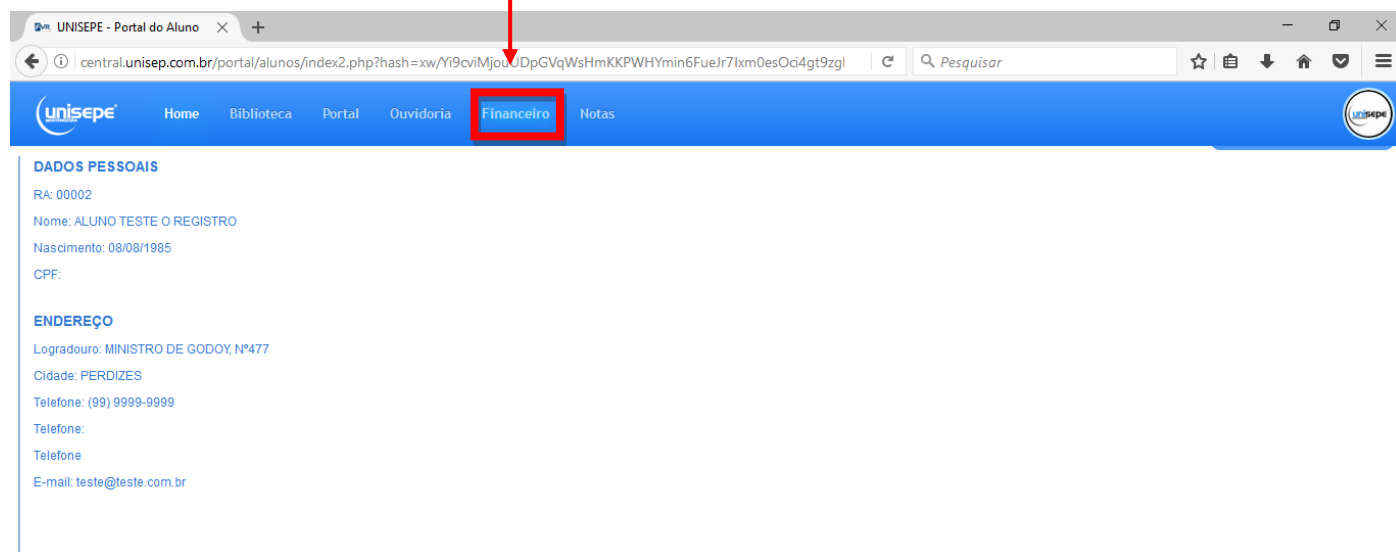 UNISEPE - Portal do Aluno
central.unisep.com.br/portal/alunos/index2.php?hash=xw/Yi9cviMjouUDpGVqWsHmKKPWHYmin6FueJr7Ixm0esOci4gt9zgl
Pesquisar
unisepe Home Biblioteca Portal Ouvidoria Financeiro Notas unisepe
MANTENEDORA
DADOS PESSOAIS
RA: 00002
Nome: ALUNO TESTE O REGISTRO
Nascimento: 08/08/1985
CPF:
ENDEREÇO
Logradouro: MINISTRO DE GODOY, Nº477
Cidade: PERDIZES
Telefone: (99) 9999-9999
Telefone:
Telefone
E-mail: teste@teste.com.br